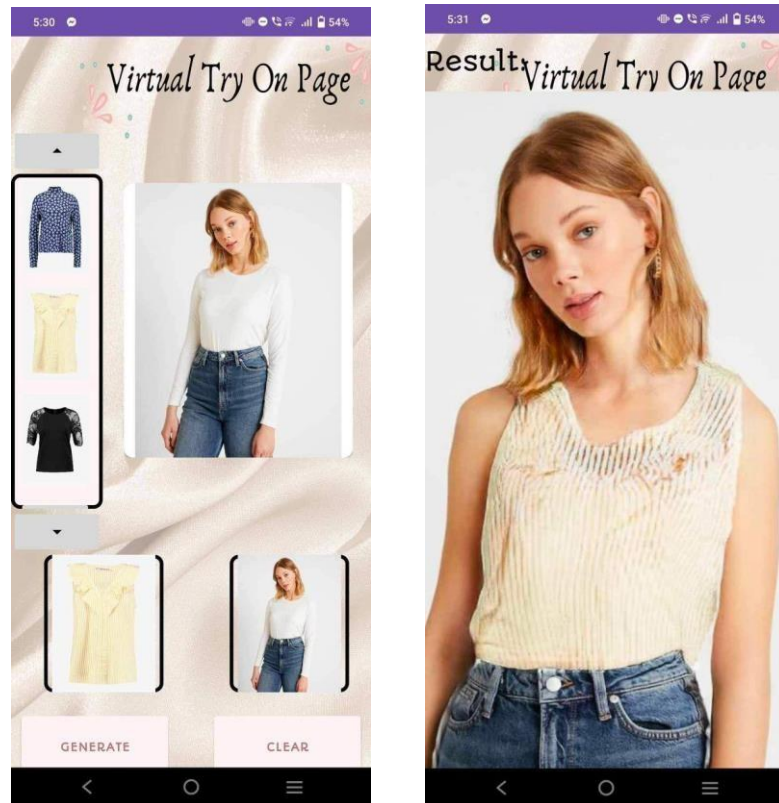 5:30
54%
Virtual Try On Page
GENERATE
CLEAR
5:31
54%
Result:
Virtual Try On Page